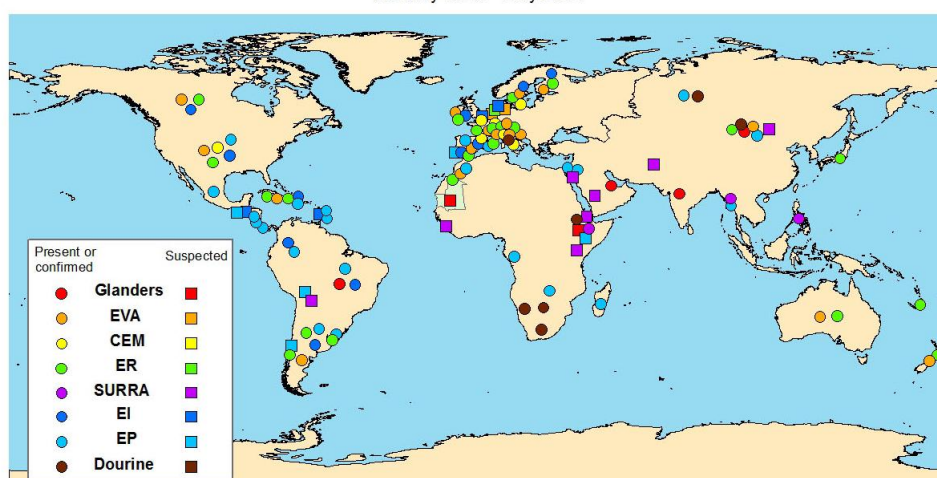 Present or
confirmed
Suspected
Glanders
EVA
CEM
ER
SURRA
EI
EP
Dourine